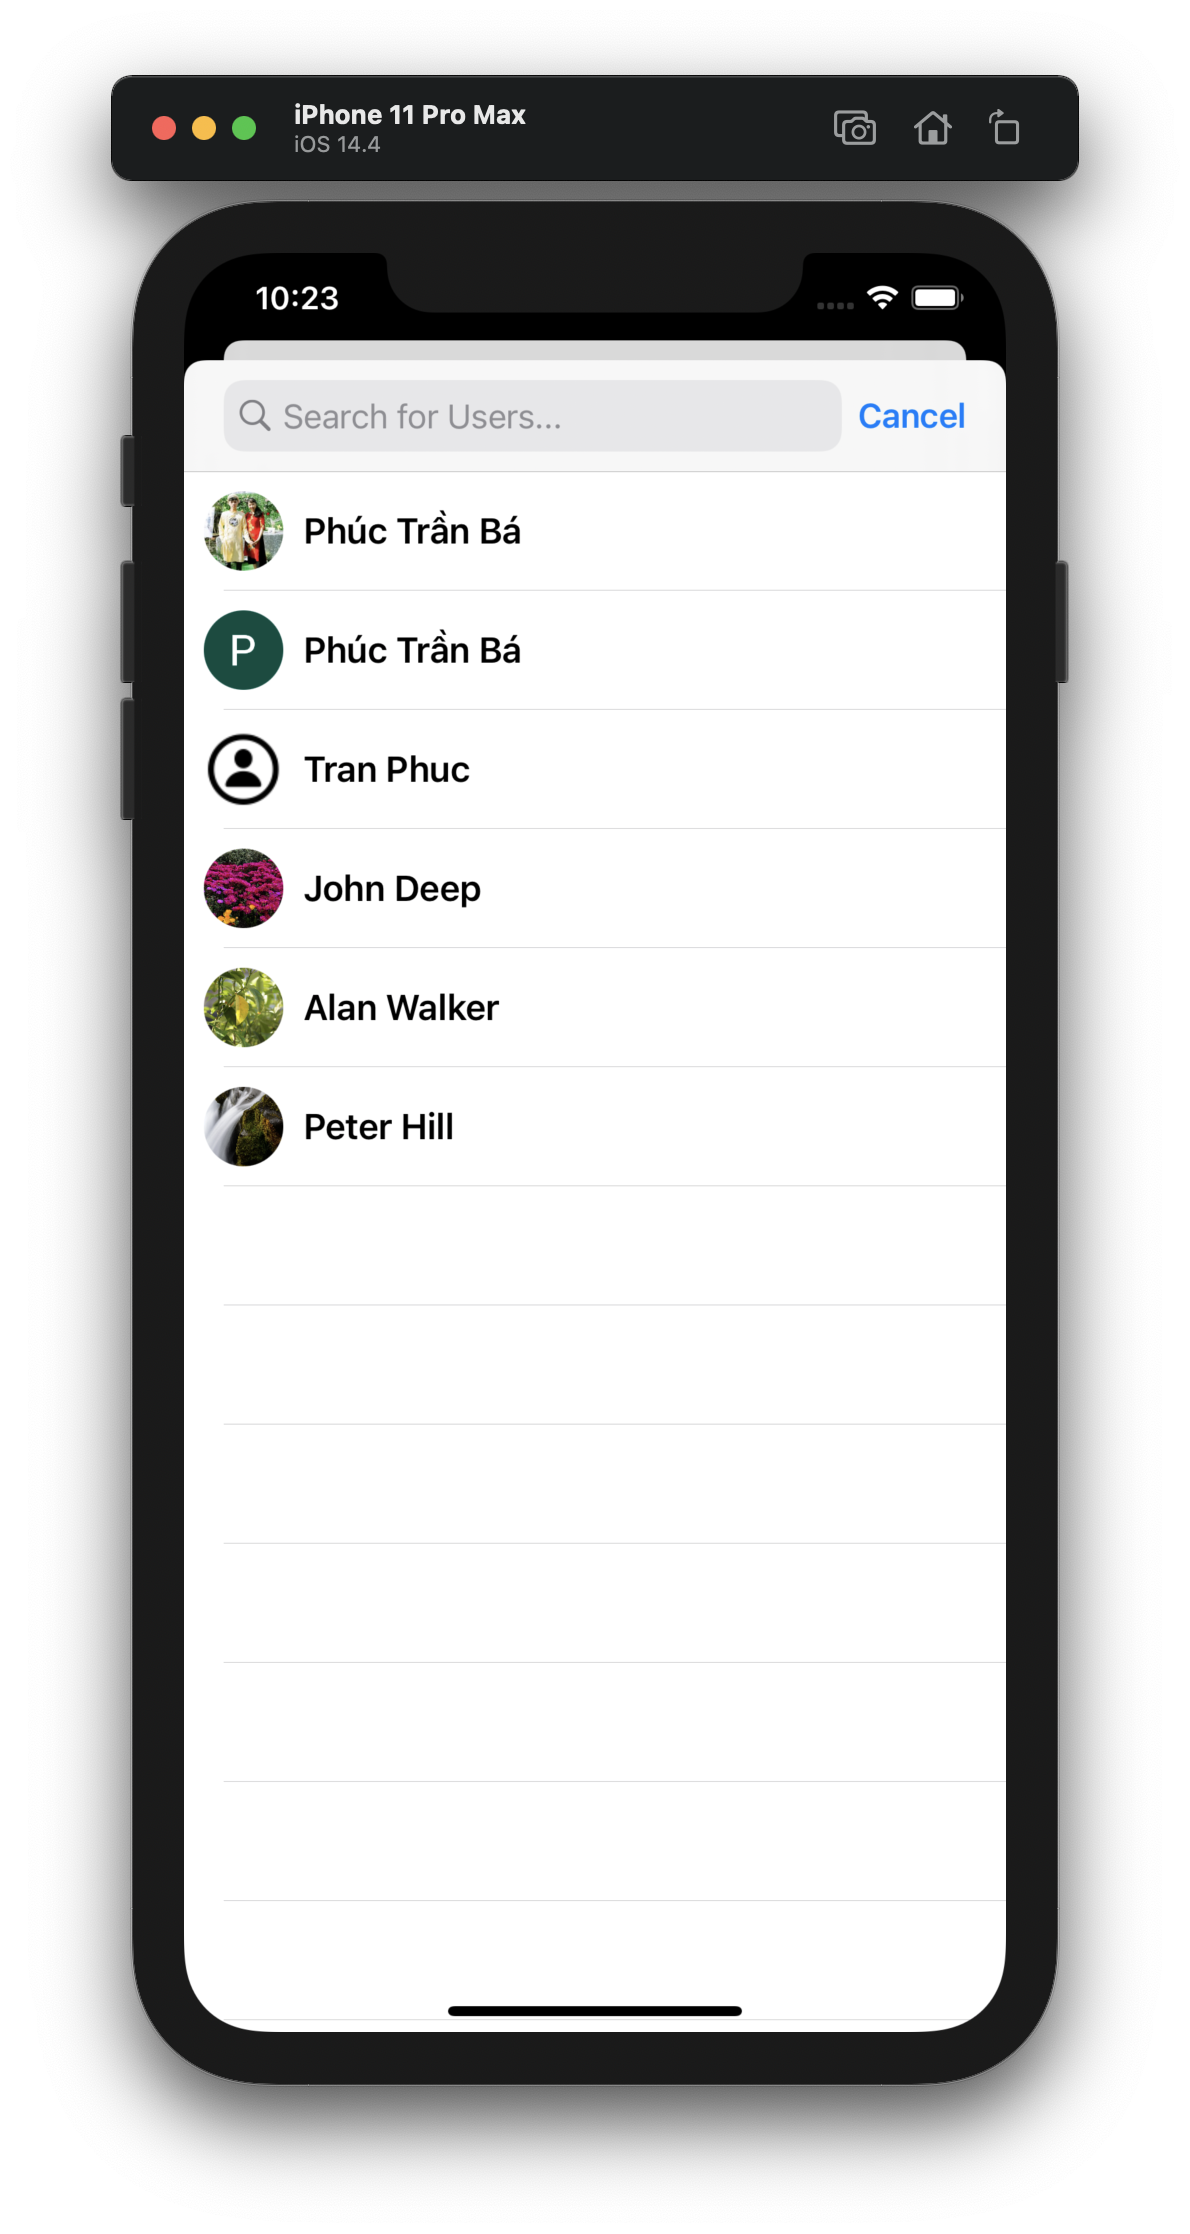 iPhone 11 Pro Max
iOS 14.4
10:23
Search for Users...
Cancel
Phúc Trần Bá
P
Phúc Trần Bá
Tran Phuc
John Deep
Alan Walker
Peter Hill